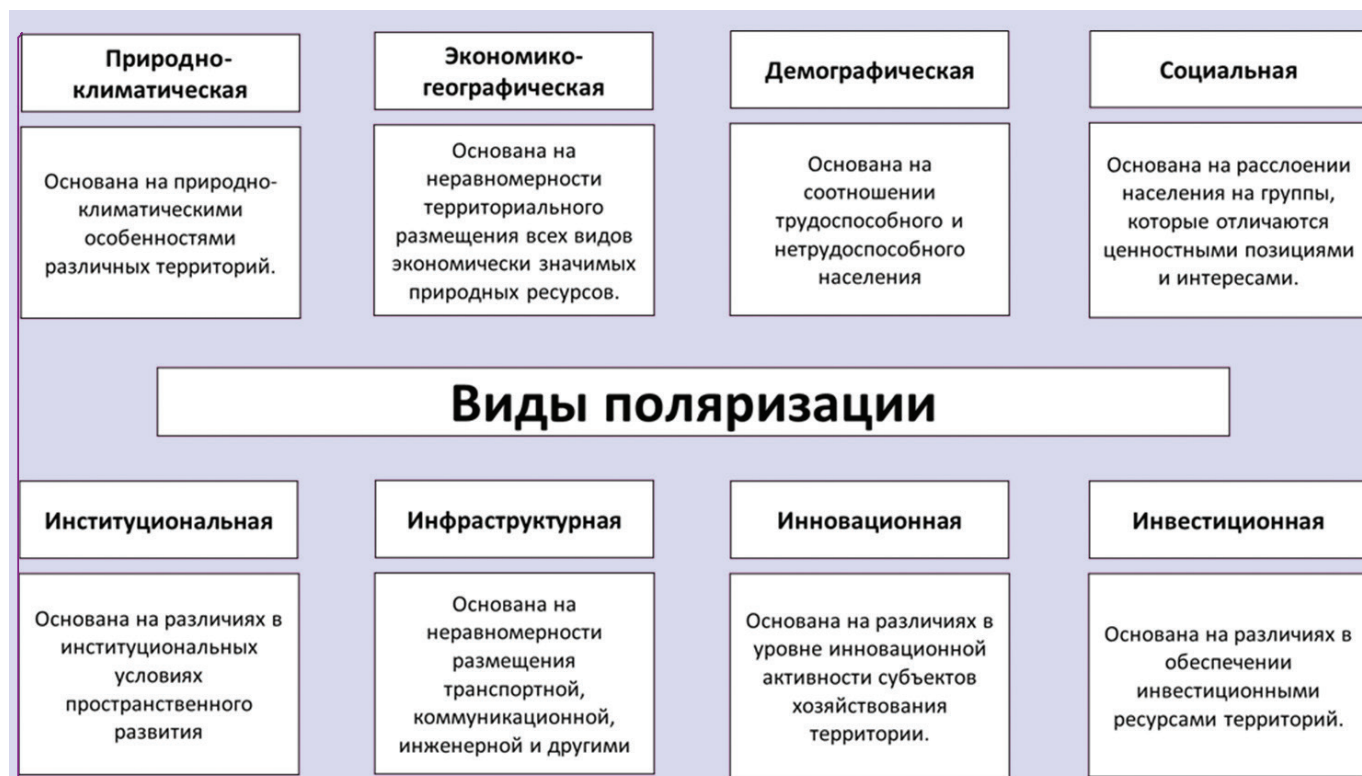 Природно-
климатическая
Основана на природно-
климатическими
особенностями
различных территорий.
Экономико-
географическая
Основана на
неравномерности
территориального
размещения всех видов
экономически значимых
природных ресурсов.
Демографическая
Основана на
соотношении
трудоспособного и
нетрудоспособного
населения
Социальная
Основана на расслоении
населения на группы,
которые отличаются
ценностными позициями
и интересами.
Виды поляризации
Институциональная
Основана на различиях в
институциональных
условиях
пространственного
развития
Инфраструктурная
Основана на
неравномерности
размещения
транспортной,
коммуникационной,
инженерной и другими
Инновационная
Основана на различиях в
уровне инновационной
активности субъектов
хозяйствования
территории.
Инвестиционная
Основана на различиях в
обеспечении
инвестиционными
ресурсами территорий.